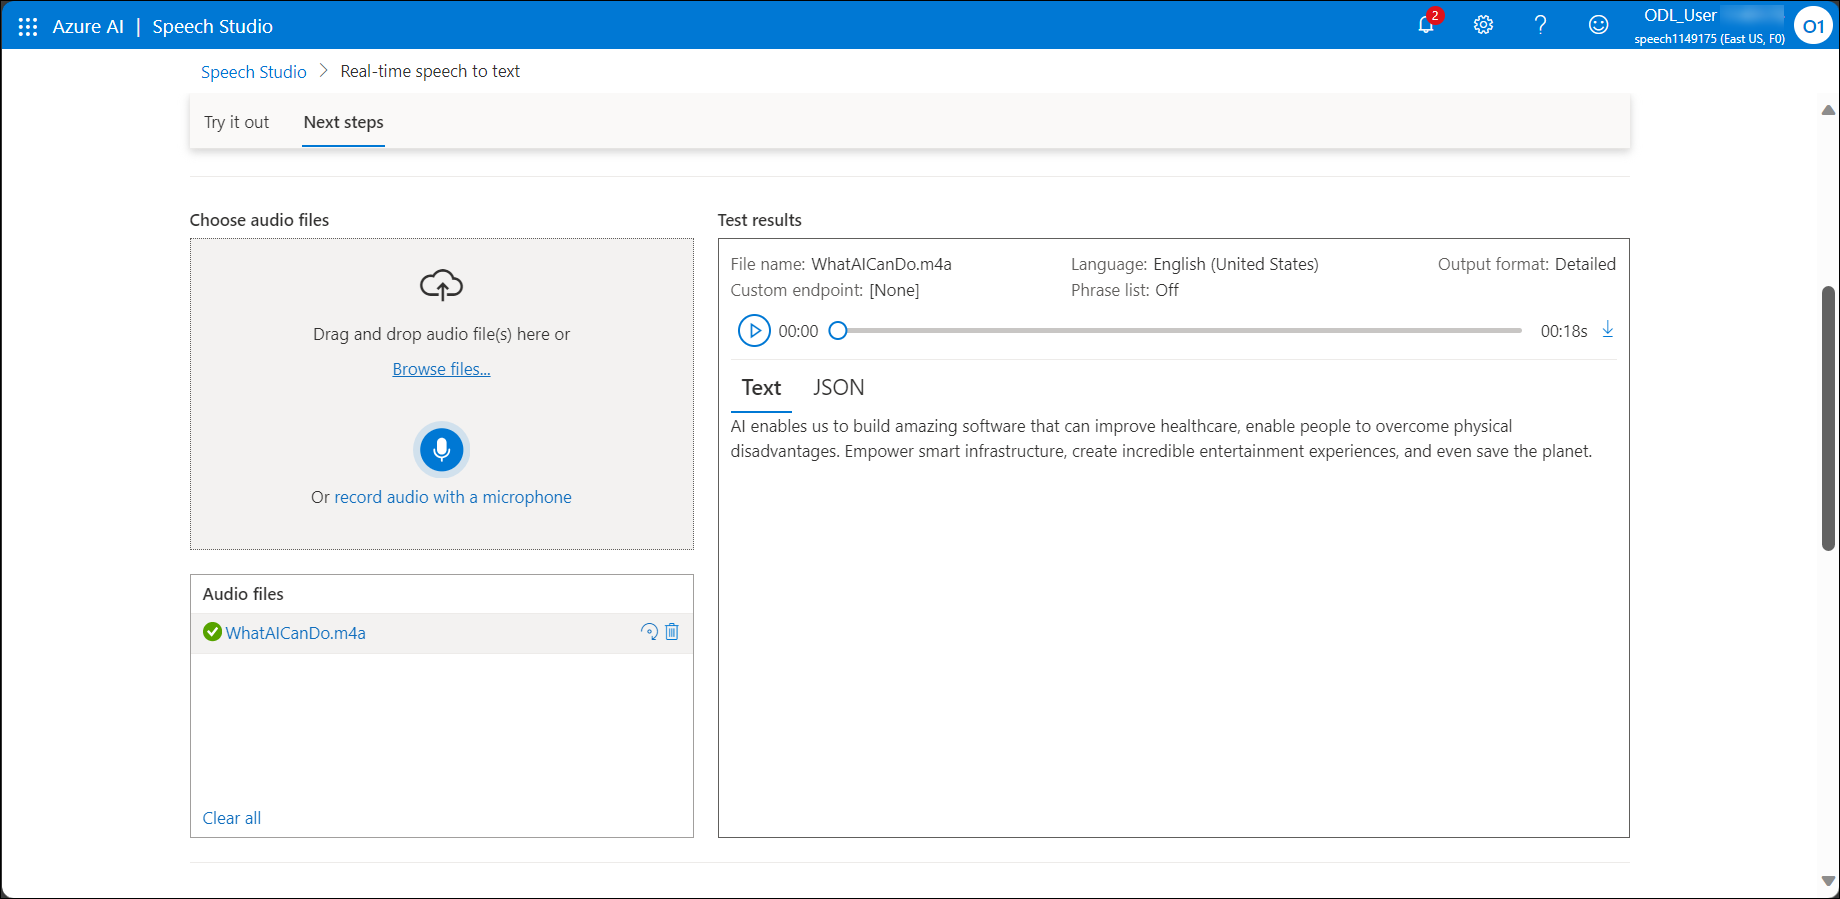 Azure AI | Speech Studio
2
ODL_User
speech1149175 (East US, F0)
O1
Speech Studio > Real-time speech to text
Try it out
Next steps
Choose audio files
Drag and drop audio file(s) here or
Browse files...
Or record audio with a microphone
Audio files
WhatAICanDo.m4a
Clear all
Test results
File name: WhatAICanDo.m4a
Language: English (United States)
Output format: Detailed
Custom endpoint: [None]
Phrase list: Off
00:00
00:18s
Text
JSON
AI enables us to build amazing software that can improve healthcare, enable people to overcome physical
disadvantages. Empower smart infrastructure, create incredible entertainment experiences, and even save the planet.